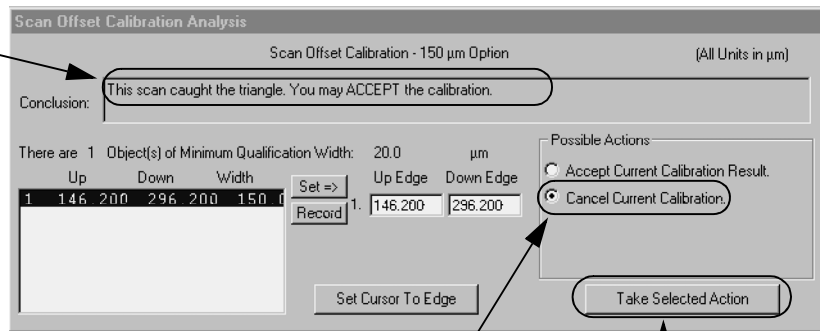 Scan Offset Calibration Analysis
Scan Offset Calibration - 150 µm Option (All Units in µm)
Conclusion: This scan caught the triangle. You may ACCEPT the calibration.
There are 1 Object(s) of Minimum Qualification Width: 20.0 µm
Up Down Width
1 146.200 296.200 150.0
Set =>
Record
Up Edge Down Edge
1. 146.200 296.200
Set Cursor To Edge
Possible Actions
Accept Current Calibration Result.
Cancel Current Calibration.
Take Selected Action